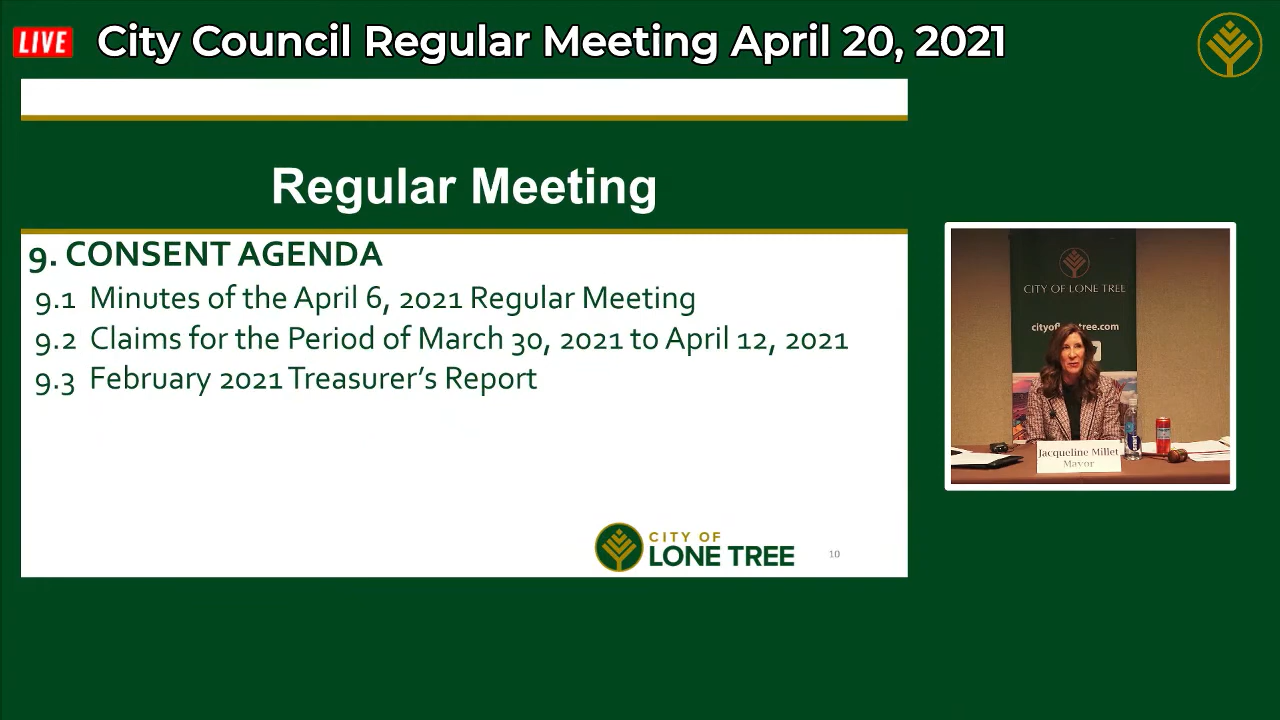 LIVE
City Council Regular Meeting April 20, 2021
Regular Meeting
9. CONSENT AGENDA
9.1 Minutes of the April 6, 2021 Regular Meeting
9.2 Claims for the Period of March 30, 2021 to April 12, 2021
9.3 February 2021 Treasurer’s Report
CITY OF
LONE TREE
10
CITY OF LONE TREE
Jacqueline Millet
Mayor